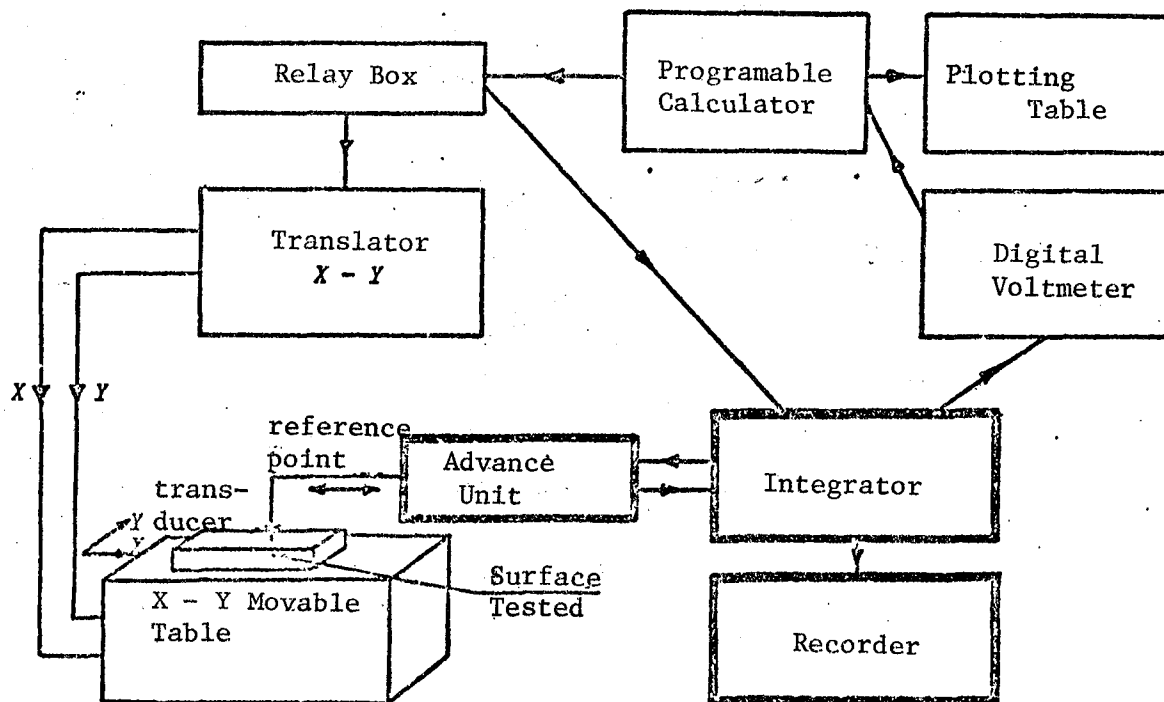 Relay Box
Programable
Calculator
Plotting
Table
Translator
X - Y
Digital
Voltmeter
X
Y
reference
point
trans-
ducer
Advance
Unit
Integrator
Y
Surface
Tested
X - Y Movable
Table
Recorder